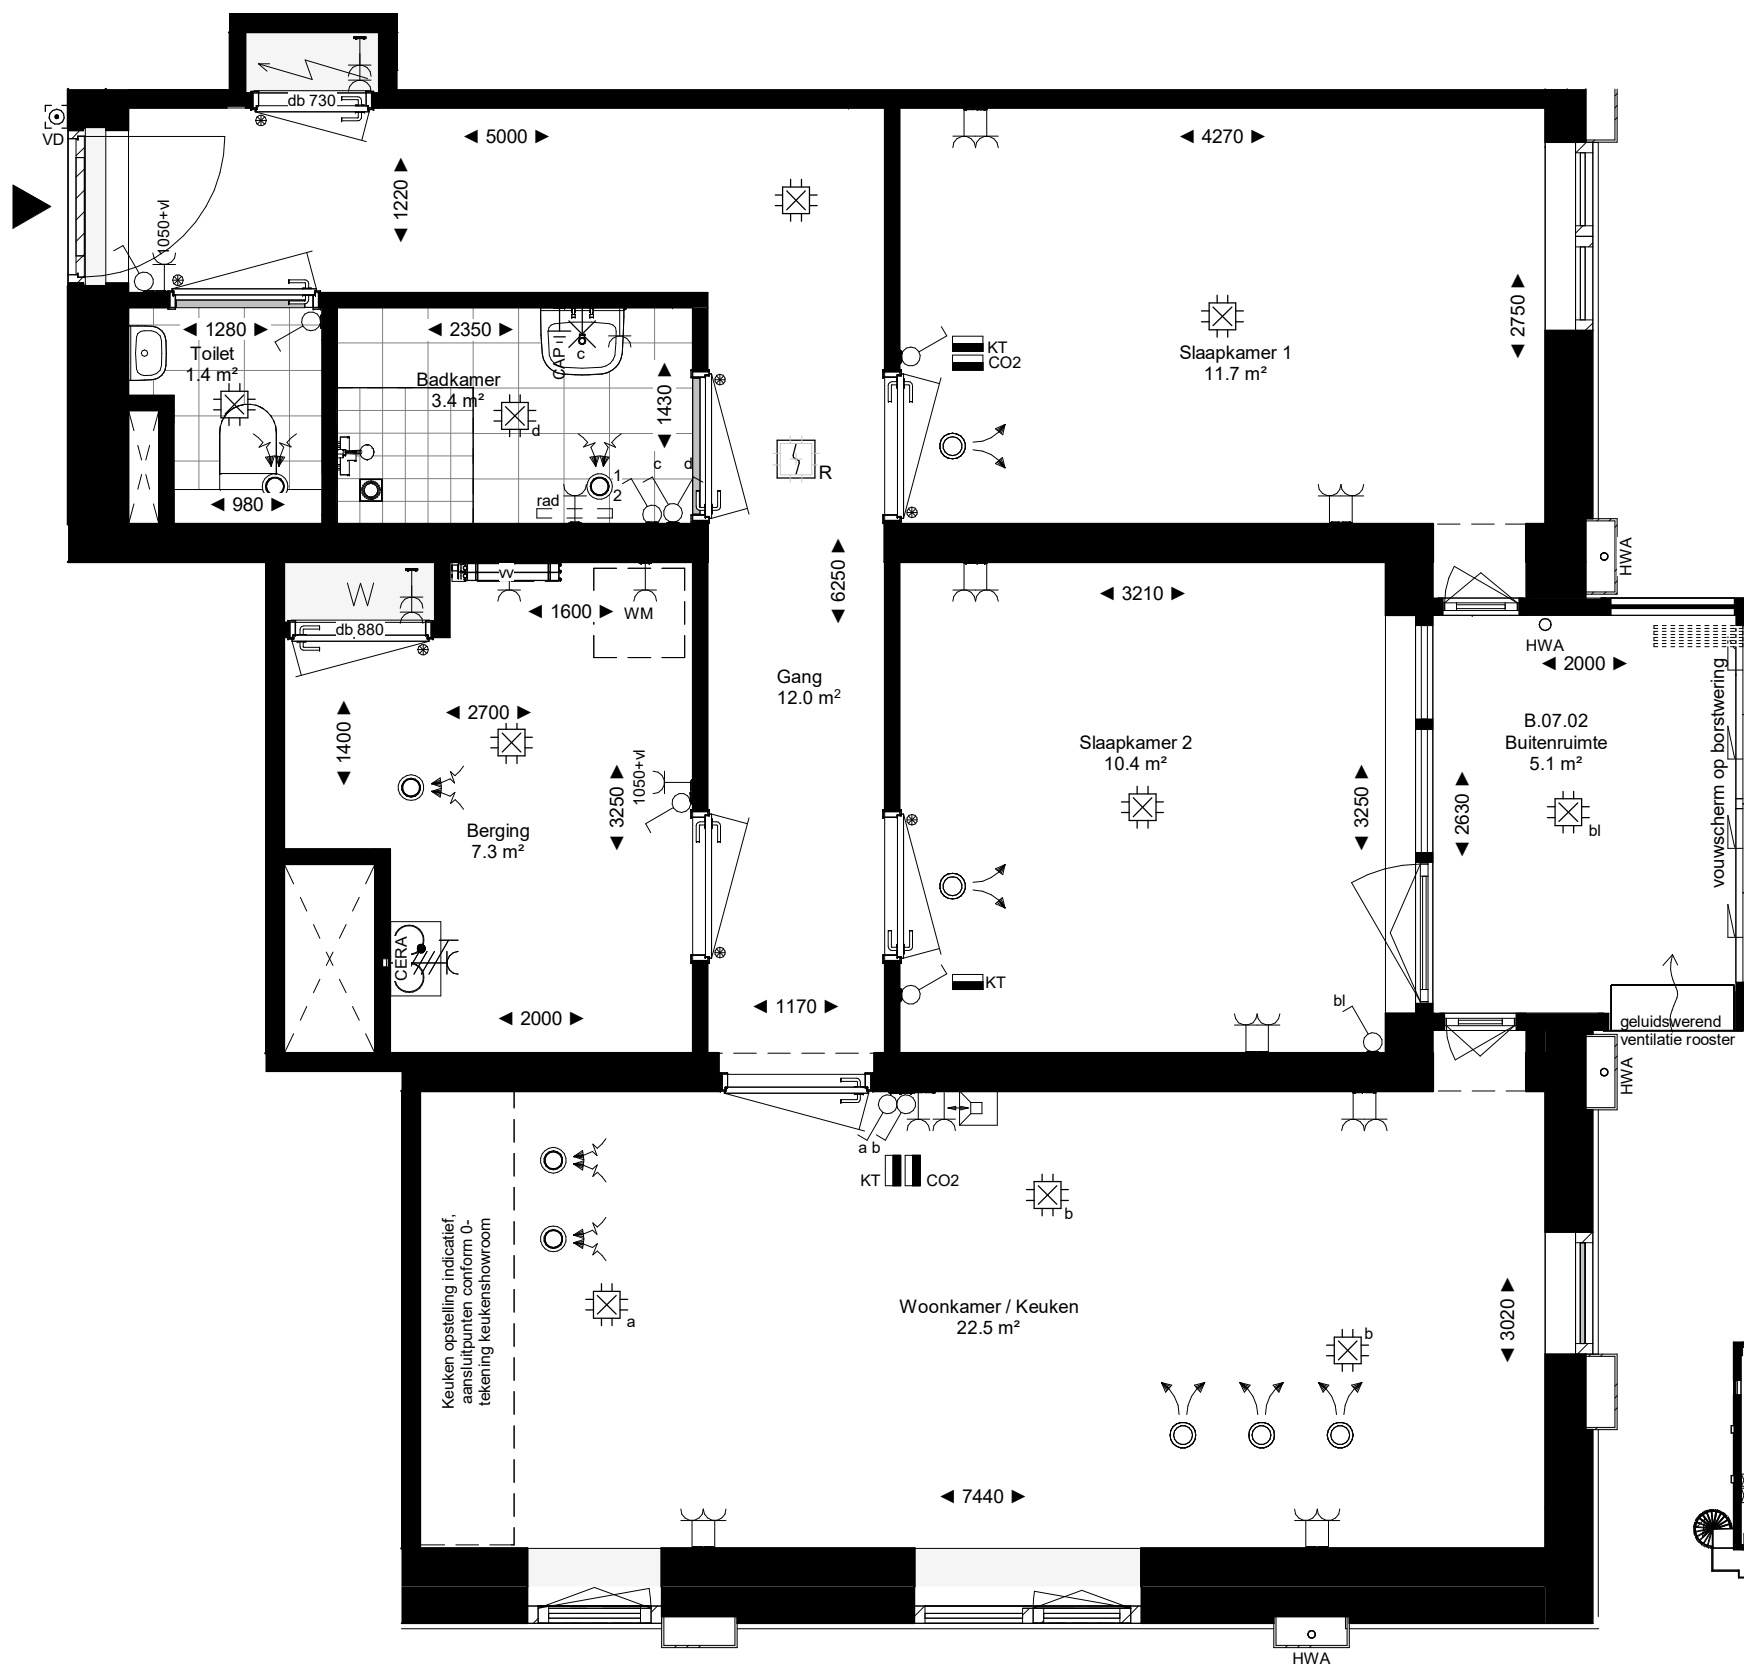 db 730
VD
5000
4270
1220
1050+vl
1280
Toilet
1.4 m²
2350
c
CAP
Badkamer
3.4 m²
d
1430
KT
CO2
Slaapkamer 1
11.7 m²
2750
980
rad
1
2
c
d
R
HWA
W
W
db 880
1600
WM
6250
3210
HWA
2000
Gang
12.0 m²
1400
2700
1050+vl
3250
Berging
7.3 m²
Slaapkamer 2
10.4 m²
3250
2630
B.07.02
Buitenruimte
5.1 m²
bl
vouwscherm op borstwering
CERA
2000
1170
KT
bl
geluidswerend
ventilatie rooster
HWA
a b
KT
CO2
b
Keuken opstelling indicatief,
aansluitpunten conform 0-
tekening keukenshowroom
a
Woonkamer / Keuken
22.5 m²
b
3020
7440
HWA